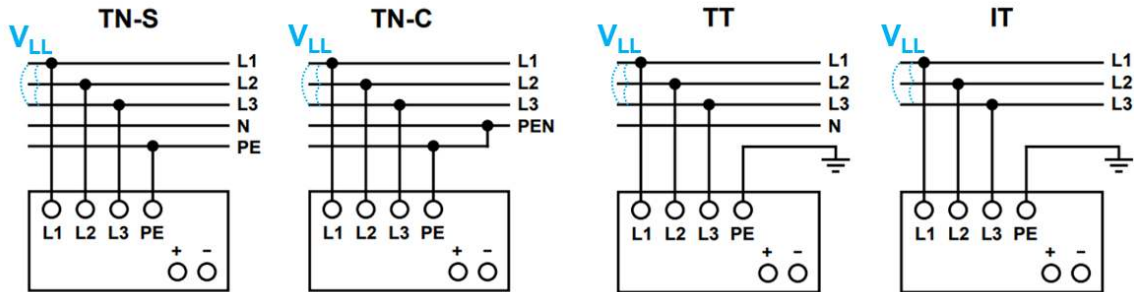 TN-S
TN-C
TT
IT
VLL
L1
L2
L3
N
PE
L1 L2 L3 PE
+ −
VLL
L1
L2
L3
PEN
L1 L2 L3 PE
+ −
VLL
L1
L2
L3
N
L1 L2 L3 PE
+ −
VLL
L1
L2
L3
L1 L2 L3 PE
+ −